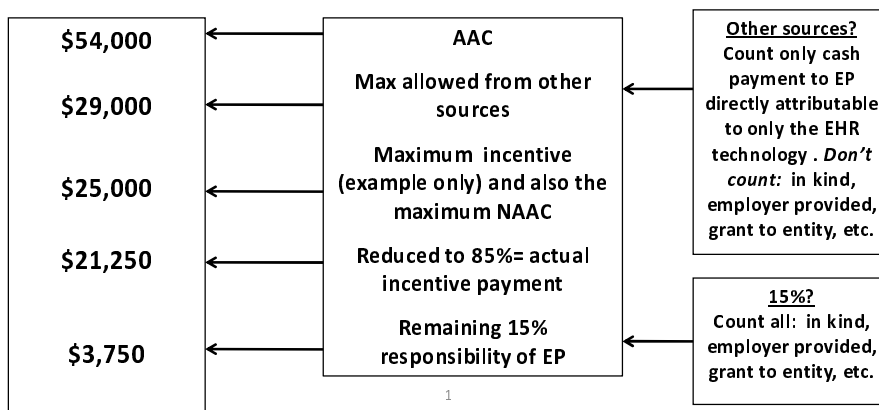 $54,000
$29,000
$25,000
$21,250
$3,750
AAC
Max allowed from other
sources
Maximum incentive
(example only) and also the
maximum NAAC
Reduced to 85%= actual
incentive payment
Remaining 15%
responsibility of EP
Other sources?
Count only cash
payment to EP
directly attributable
to only the EHR
technology . Don't
count: in kind,
employer provided,
grant to entity, etc.
15%?
Count all: in kind,
employer provided,
grant to entity, etc.
1